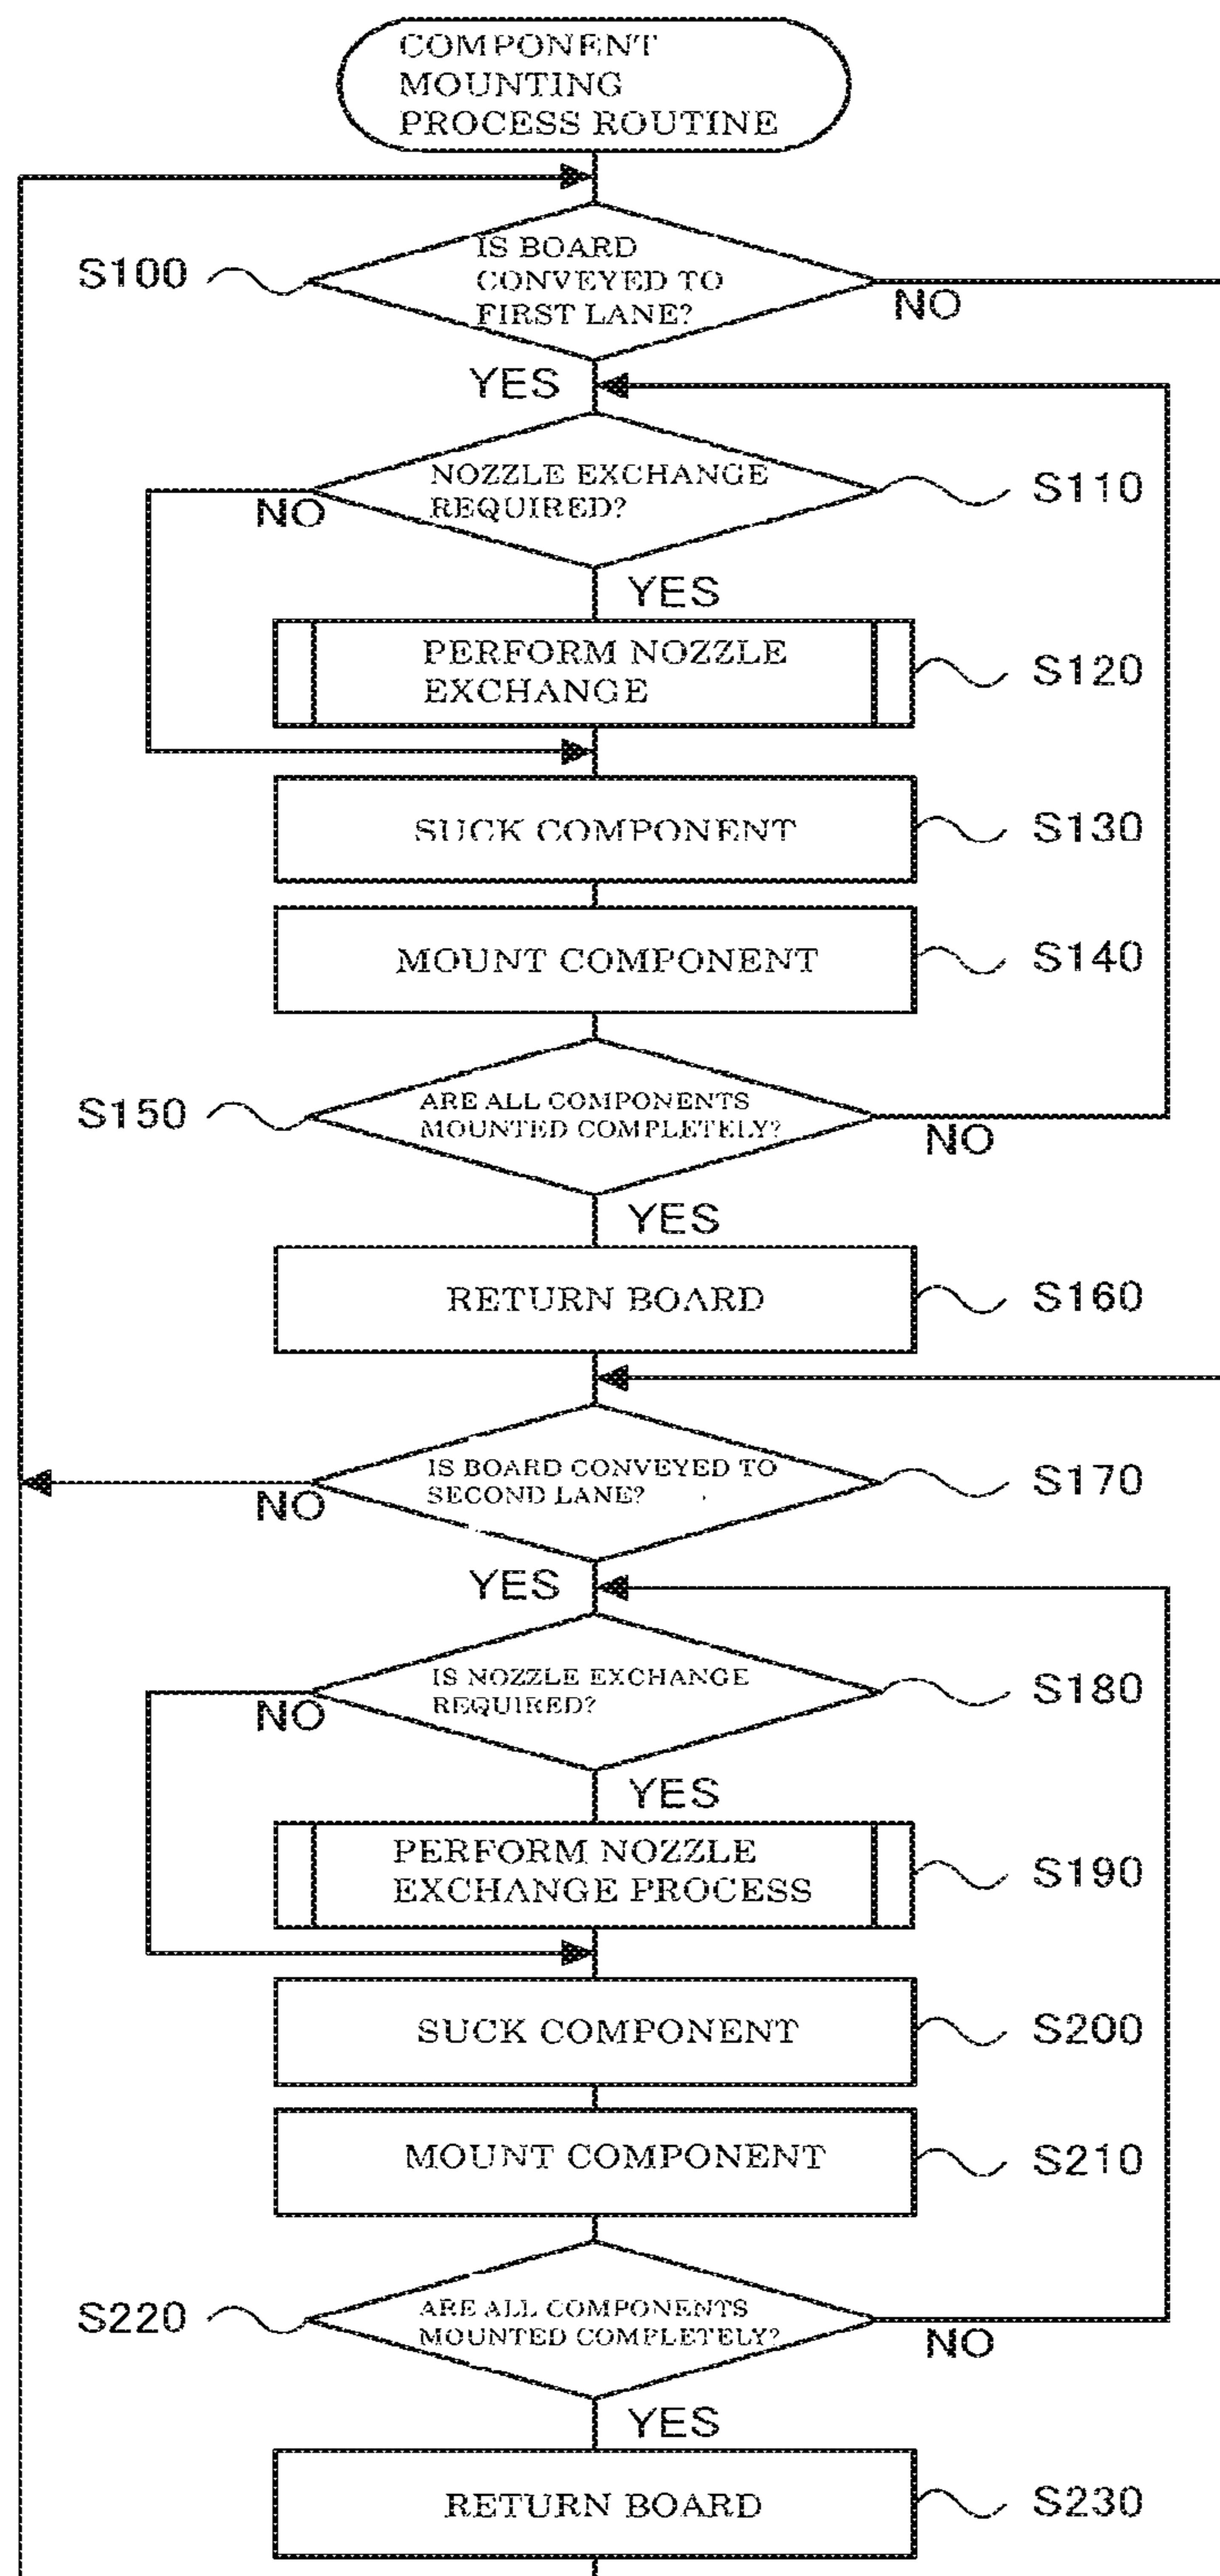 COMPONENT
MOUNTING
PROCESS ROUTINE
IS BOARD
CONVEYED TO
FIRST LANE?
S100
NO
YES
NOZZLE EXCHANGE
REQUIRED?
S110
NO
YES
PERFORM NOZZLE
EXCHANGE
S120
SUCK COMPONENT
S130
MOUNT COMPONENT
S140
ARE ALL COMPONENTS
MOUNTED COMPLETELY?
S150
NO
YES
RETURN BOARD
S160
IS BOARD CONVEYED TO
SECOND LANE?
S170
NO
YES
IS NOZZLE EXCHANGE
REQUIRED?
S180
NO
YES
PERFORM NOZZLE
EXCHANGE PROCESS
S190
SUCK COMPONENT
S200
MOUNT COMPONENT
S210
ARE ALL COMPONENTS
MOUNTED COMPLETELY?
S220
NO
YES
RETURN BOARD
S230